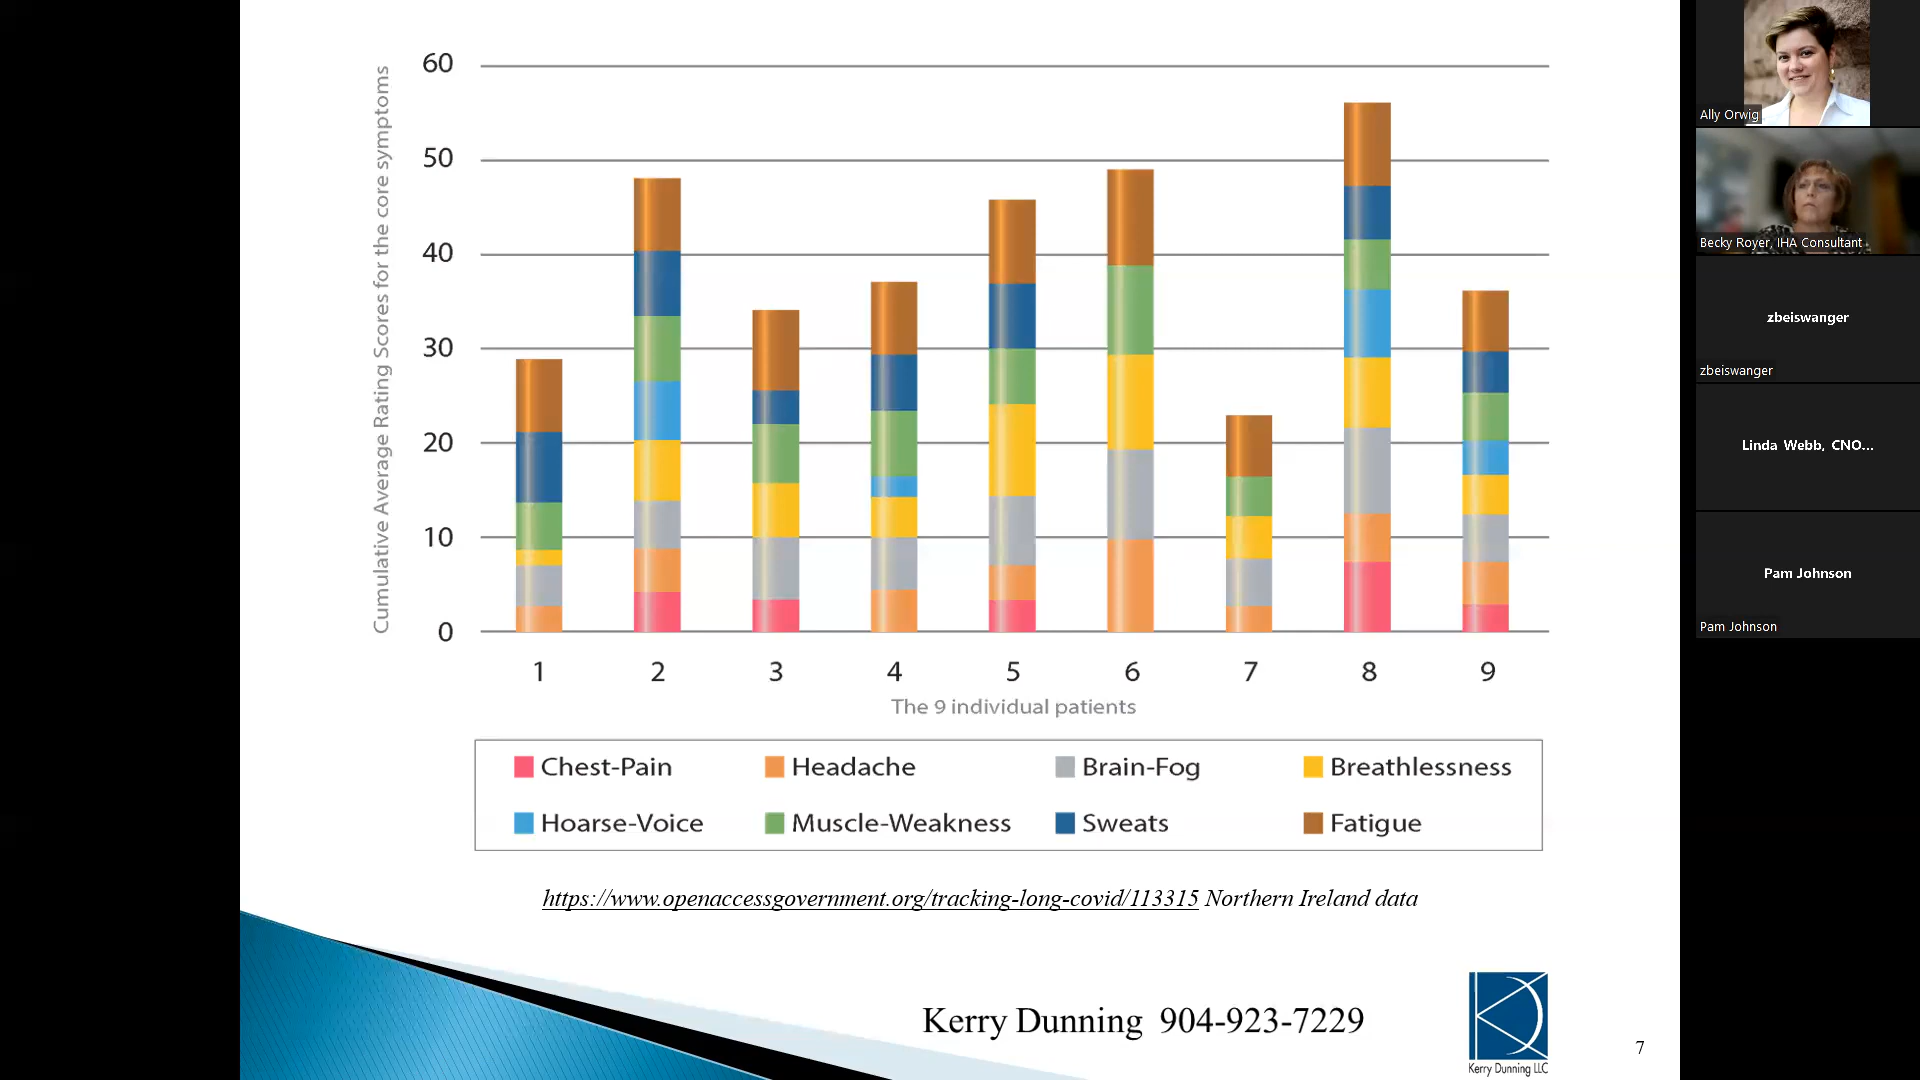 Cumulative Average Rating Scores for the core symptoms
60
50
40
30
20
10
0
1 2 3 4 5 6 7 8 9
The 9 individual patients
Chest-Pain Headache Brain-Fog Breathlessness
Hoarse-Voice Muscle-Weakness Sweats Fatigue
https://www.openaccessgovernment.org/tracking-long-covid/113315 Northern Ireland data
Kerry Dunning 904-923-7229
Kerry Dunning LLC
7
Ally Orwig
Becky Royer, IHA Consultant
zbeiswanger
zbeiswanger
Linda Webb, CNO...
Pam Johnson
Pam Johnson